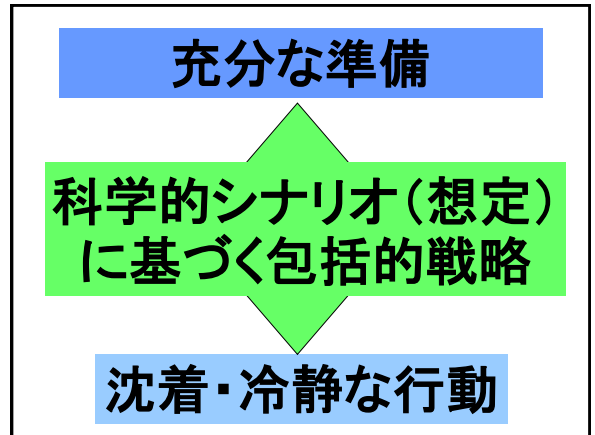 充分な準備
科学的シナリオ（想定）
に基づく包括的戦略
沈着・冷静な行動